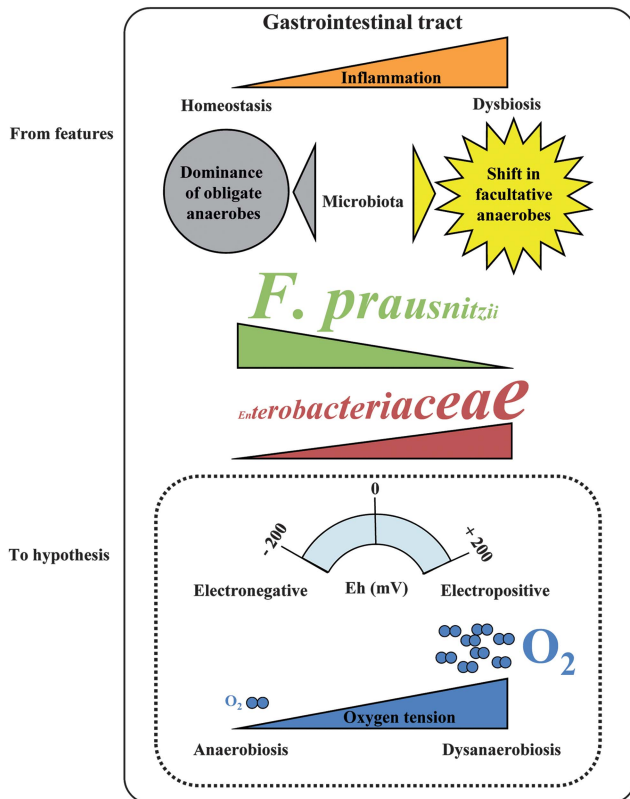 Gastrointestinal tract
Inflammation
Homeostasis
Dysbiosis
From features
Dominance
of obligate
anaerobes
Microbiota
Shift in
facultative
anaerobes
F. prausnitzii
Enterobacteriaceae
0
- 200
+ 200
To hypothesis
Electronegative
Eh (mV)
Electropositive
O₂
O₂
Oxygen tension
Anaerobiosis
Dysanaerobiosis